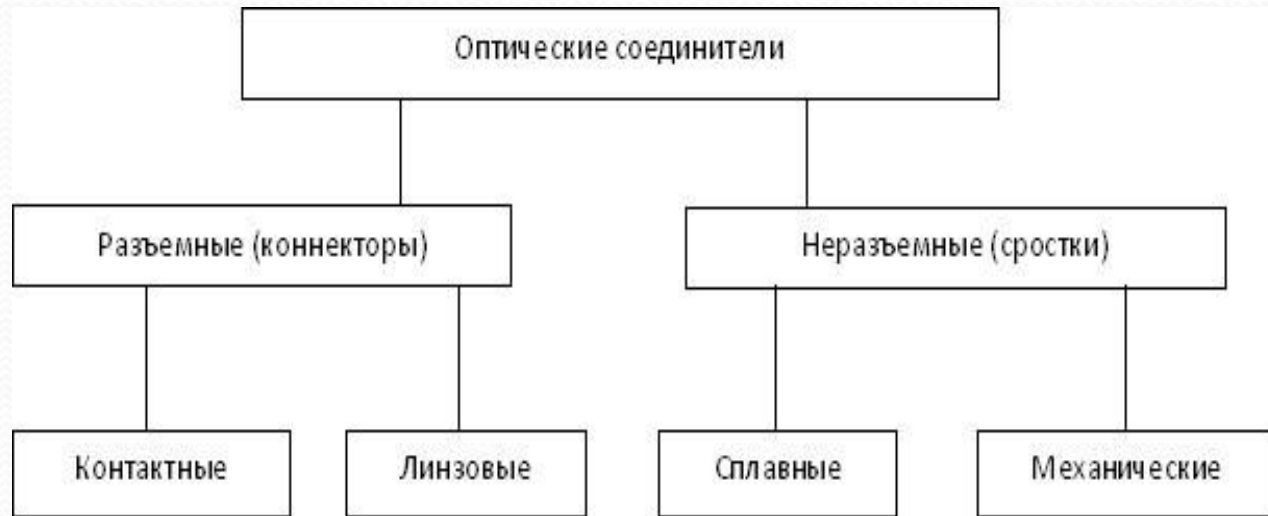 Оптические соединители
Разъемные (коннекторы)
Неразъемные (сростки)
Контактные
Линзовые
Сплавные
Механические